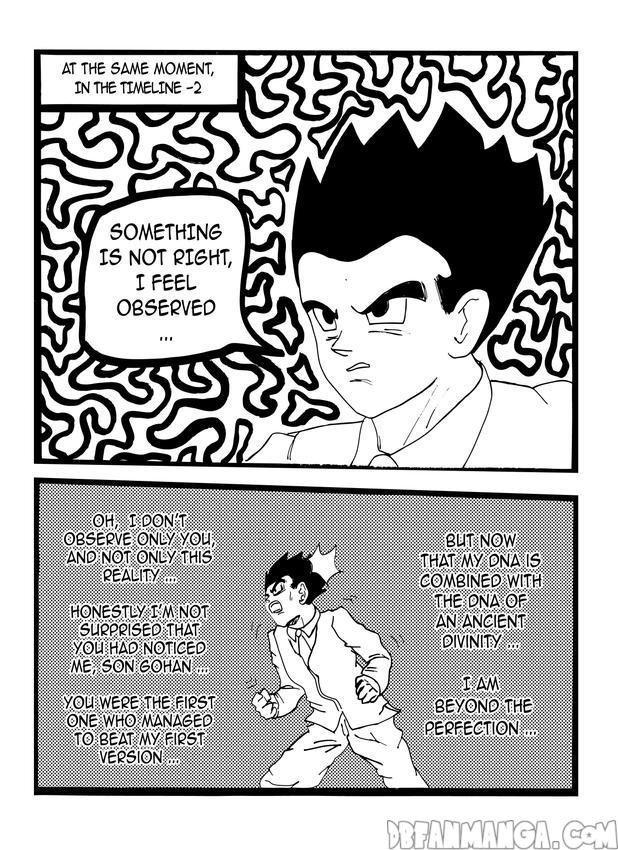 AT THE SAME MOMENT,
IN THE TIMELINE -2
SOMETHING
IS NOT RIGHT,
I FEEL
OBSERVED
...
OH, I DON'T
OBSERVE ONLY YOU,
AND NOT ONLY THIS
REALITY ...
HONESTLY I'M NOT
SURPRISED THAT
YOU HAD NOTICED
ME, SON GOHAN ...
YOU WERE THE FIRST
ONE WHO MANAGED
TO BEAT MY FIRST
VERSION ...
BUT NOW
THAT MY DNA IS
COMBINED WITH
THE DNA OF
AN ANCIENT
DIVINITY ...
I AM
BEYOND THE
PERFECTION ...
DBFANMANGA.COM